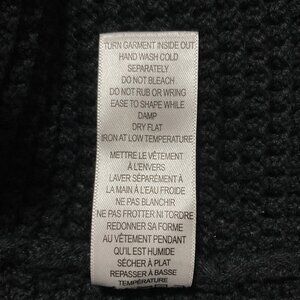 TURN GARMENT INSIDE OUT
HAND WASH COLD
SEPARATELY
DO NOT BLEACH
DO NOT RUB OR WRING
EASE TO SHAPE WHILE
DAMP
DRY FLAT
IRON AT LOW TEMPERATURE
METTRE LE VÊTEMENT
À L'ENVERS
LAVER SÉPARÉMENT À
LA MAIN À L'EAU FROIDE
NE PAS BLANCHIR
NE PAS FROTTER NI TORDRE
REDONNER SA FORME
AU VÊTEMENT PENDANT
QU'IL EST HUMIDE
SÉCHER À PLAT
REPASSER À BASSE
TEMPÉRATURE